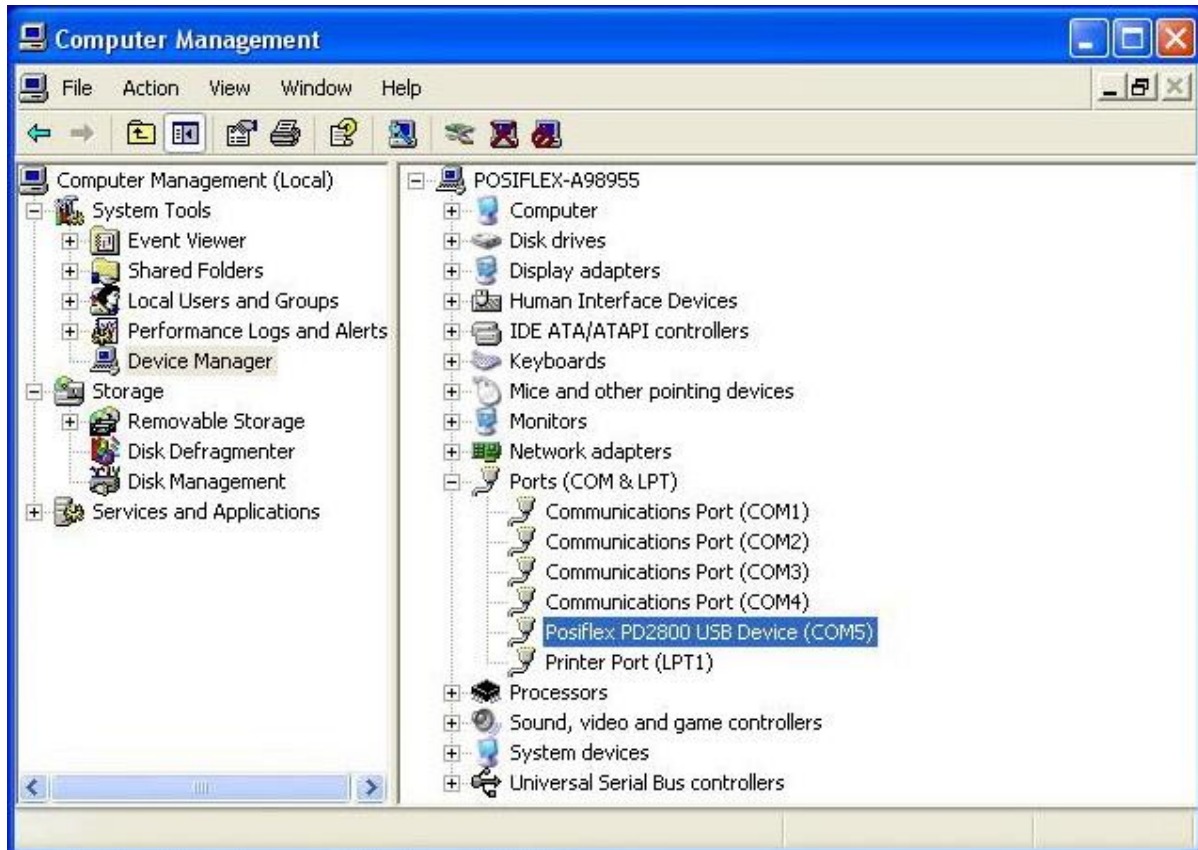 Computer Management
File Action View Window Help
Computer Management (Local)
System Tools
Event Viewer
Shared Folders
Local Users and Groups
Performance Logs and Alerts
Device Manager
Storage
Removable Storage
Disk Defragmenter
Disk Management
Services and Applications
POSIFLEX-A98955
Computer
Disk drives
Display adapters
Human Interface Devices
IDE ATA/ATAPI controllers
Keyboards
Mice and other pointing devices
Monitors
Network adapters
Ports (COM & LPT)
Communications Port (COM1)
Communications Port (COM2)
Communications Port (COM3)
Communications Port (COM4)
Posiflex PD2800 USB Device (COM5)
Printer Port (LPT1)
Processors
Sound, video and game controllers
System devices
Universal Serial Bus controllers